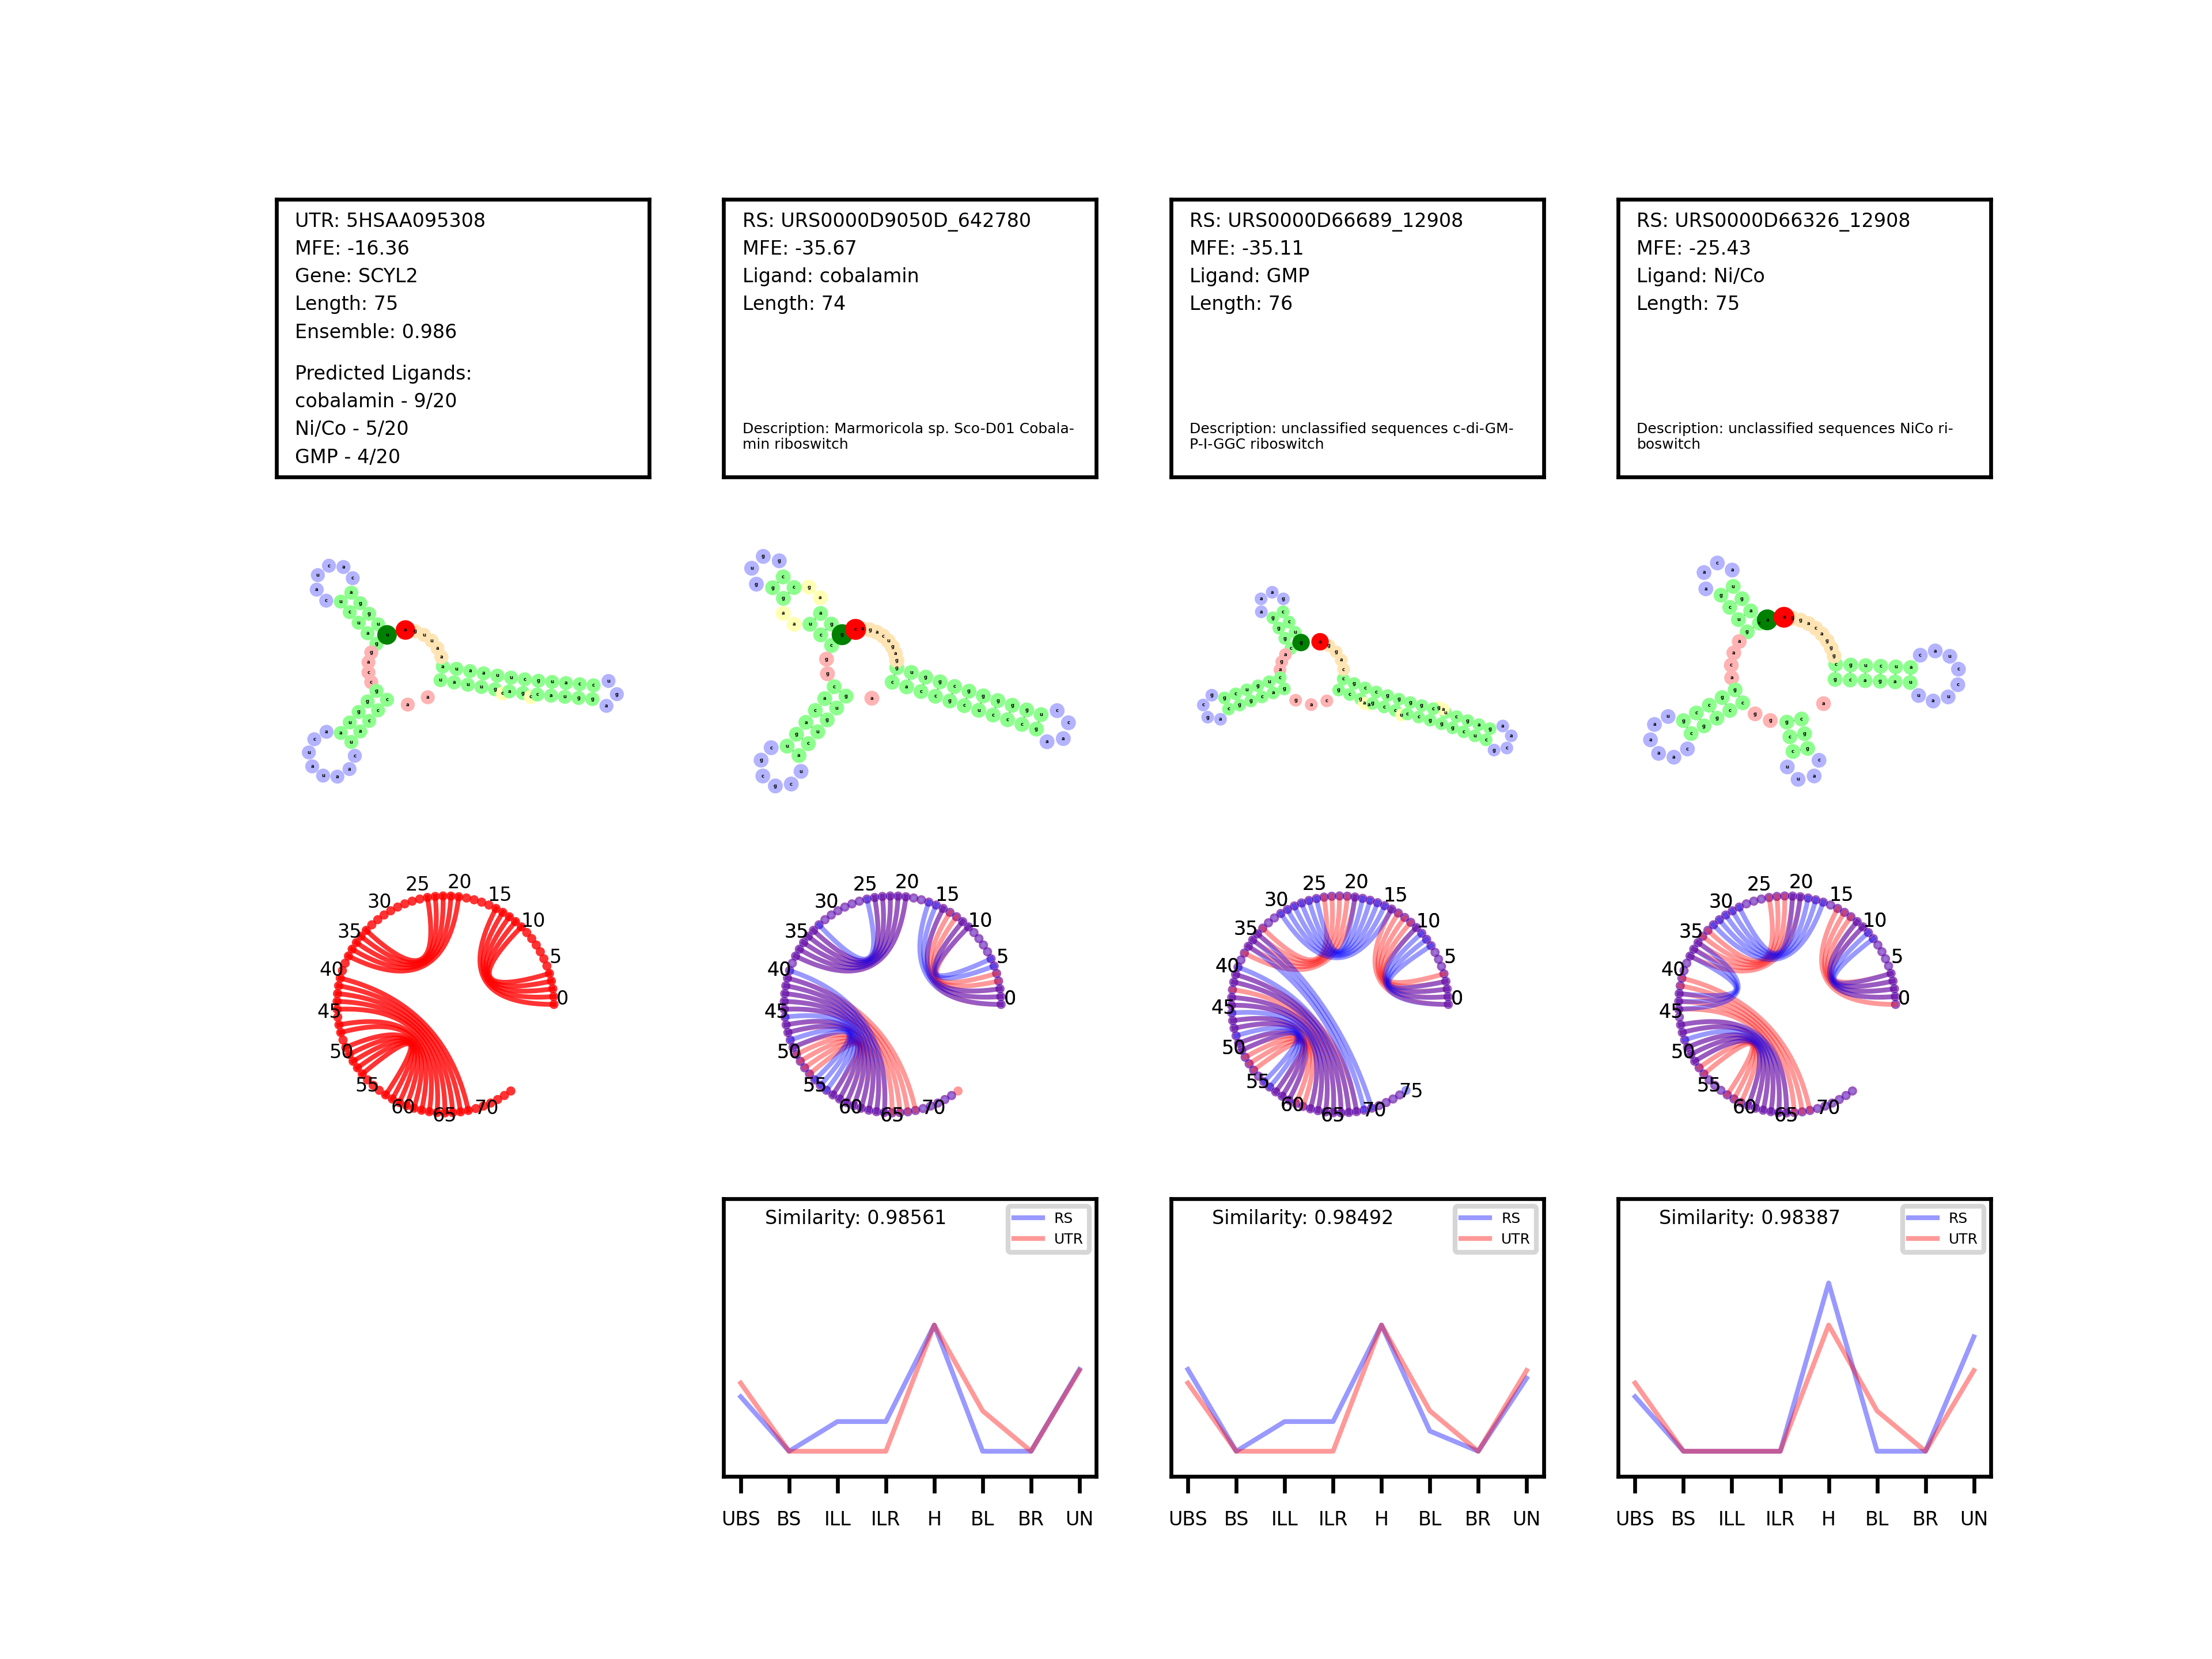 UTR: 5HSAA095308
MFE: -16.36
Gene: SCYL2
Length: 75
Ensemble: 0.986
Predicted Ligands:
cobalamin - 9/20
Ni/Co - 5/20
GMP - 4/20
RS: URS0000D9050D_642780
MFE: -35.67
Ligand: cobalamin
Length: 74
Description: Marmoricola sp. Sco-D01 Cobala-
min riboswitch
RS: URS0000D66689_12908
MFE: -35.11
Ligand: GMP
Length: 76
Description: unclassified sequences c-di-GM-
P-I-GGC riboswitch
RS: URS0000D66326_12908
MFE: -25.43
Ligand: Ni/Co
Length: 75
Description: unclassified sequences NiCo ri-
boswitch
0 5 10 15 20 25 30 35 40 45 50 55 60 65 70
0 5 10 15 20 25 30 35 40 45 50 55 60 65 70
0 5 10 15 20 25 30 35 40 45 50 55 60 65 70 75
0 5 10 15 20 25 30 35 40 45 50 55 60 65 70
Similarity: 0.98561
RS
UTR
UBS BS ILL ILR H BL BR UN
Similarity: 0.98492
RS
UTR
UBS BS ILL ILR H BL BR UN
Similarity: 0.98387
RS
UTR
UBS BS ILL ILR H BL BR UN